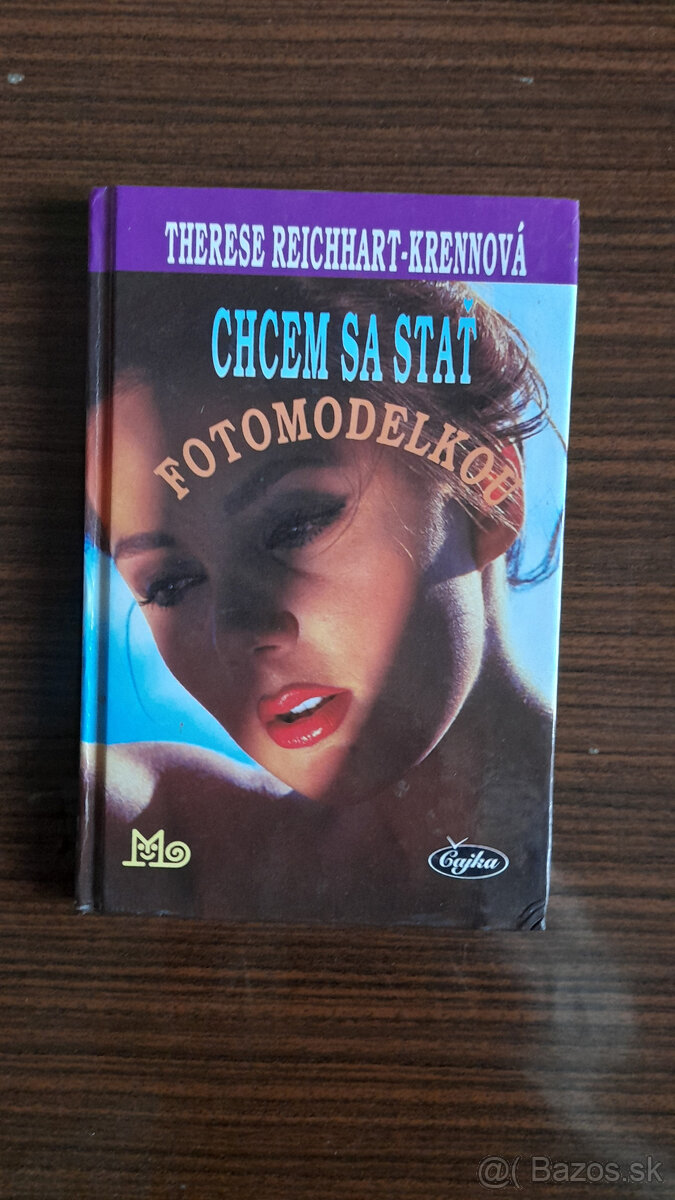 THERESE REICHHART-KRENNOVÁ
CHCEM SA STAŤ
FOTOMODELKOU
Čajka
@( Bazos.sk